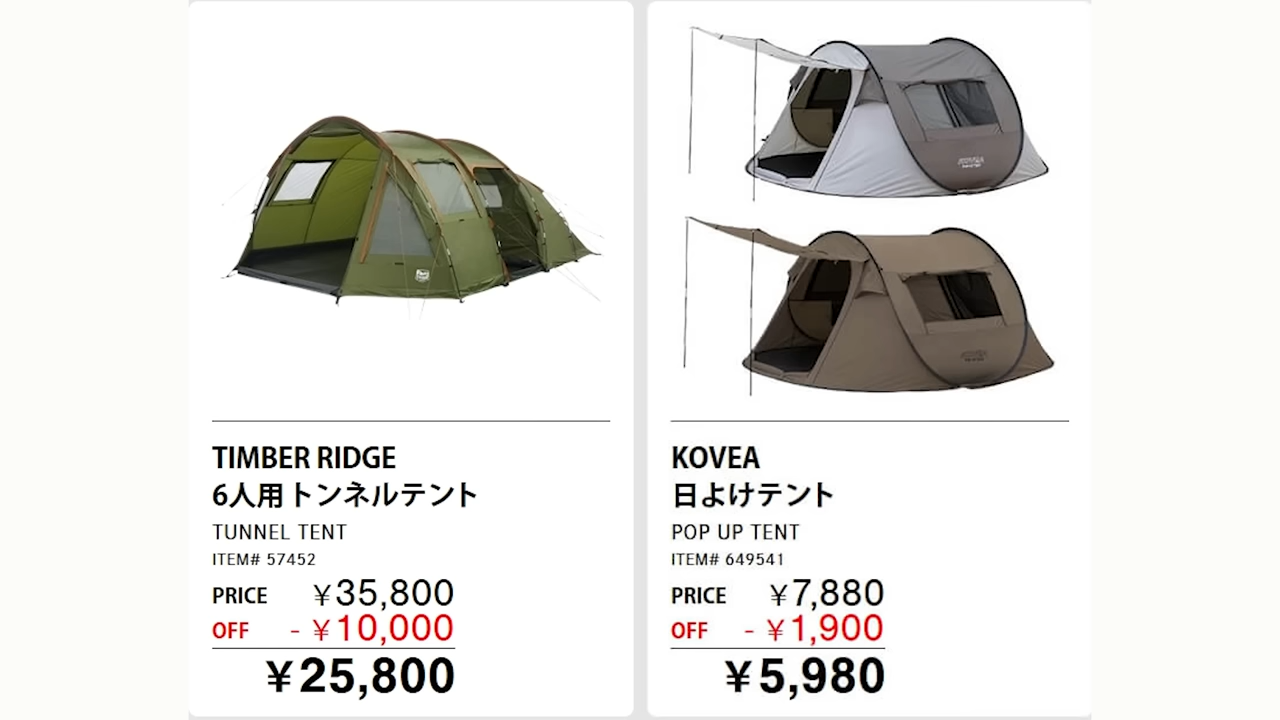 TIMBER RIDGE
6人用 トンネルテント
TUNNEL TENT
ITEM# 57452
PRICE ¥35,800
OFF - ¥10,000
¥25,800
KOVEA
KOVEA
KOVEA
日よけテント
POP UP TENT
ITEM# 649541
PRICE ¥7,880
OFF - ¥1,900
¥5,980